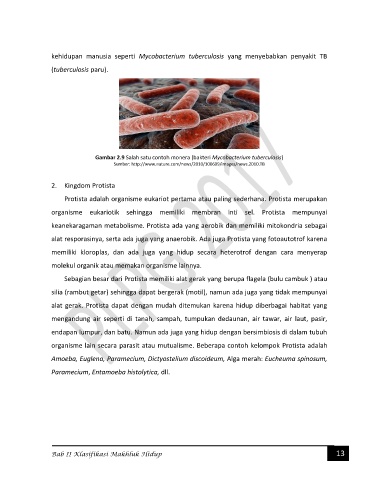 kehidupan manusia seperti Mycobacterium tuberculosis yang menyebabkan penyakit TB
(tuberculosis paru).
Gambar 2.9 Salah satu contoh monera (bakteri Mycobacterium tuberculosis)
Sumber: http://www.nature.com/news/2010/100609/images/news.2010.TB
2. Kingdom Protista
Protista adalah organisme eukariot pertama atau paling sederhana. Protista merupakan
organisme eukariotik sehingga memiliki membran inti sel. Protista mempunyai
keanekaragaman metabolisme. Protista ada yang aerobik dan memiliki mitokondria sebagai
alat resporasinya, serta ada juga yang anaerobik. Ada juga Protista yang fotoautotrof karena
memiliki kloroplas, dan ada juga yang hidup secara heterotrof dengan cara menyerap
molekul organik atau memakan organisme lainnya.
Sebagian besar dari Protista memiliki alat gerak yang berupa flagela (bulu cambuk ) atau
silia (rambut getar) sehingga dapat bergerak (motil), namun ada juga yang tidak mempunyai
alat gerak. Protista dapat dengan mudah ditemukan karena hidup diberbagai habitat yang
mengandung air seperti di tanah, sampah, tumpukan dedaunan, air tawar, air laut, pasir,
endapan lumpur, dan batu. Namun ada juga yang hidup dengan bersimbiosis di dalam tubuh
organisme lain secara parasit atau mutualisme. Beberapa contoh kelompok Protista adalah
Amoeba, Euglena, Paramecium, Dictyostelium discoideum, Alga merah: Eucheuma spinosum,
Paramecium, Entamoeba histolytica, dll.
Bab II Klasifikasi Makhluk Hidup 13